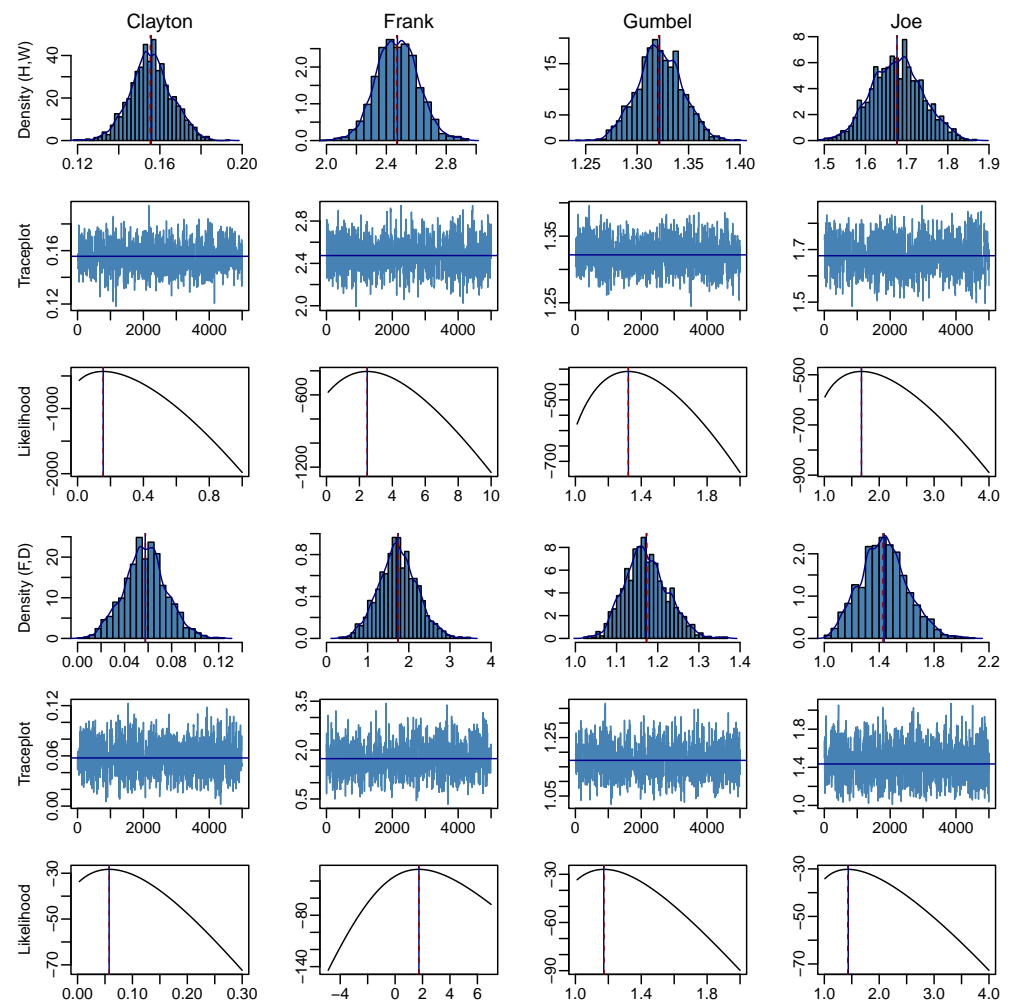 Clayton Frank Gumbel Joe
Density (H,W)
0 20 40
0.12 0.16 0.20
0.0 1.0 2.0
2.0 2.4 2.8
0 5 15
1.25 1.30 1.35 1.40
0 2 4 6 8
1.5 1.6 1.7 1.8 1.9
Traceplot
0.12 0.16
0 2000 4000
2.0 2.4 2.8
0 2000 4000
1.25 1.35
0 2000 4000
1.5 1.7
0 2000 4000
Likelihood
−2000 −1000
0.0 0.4 0.8
−1200 −600
0 2 4 6 8 10
−700 −500
1.0 1.4 1.8
−900 −700 −500
1.0 2.0 3.0 4.0
Density (F,D)
0 10 20
0.00 0.04 0.08 0.12
0.0 0.4 0.8
0 1 2 3 4
0 2 4 6 8
1.0 1.1 1.2 1.3 1.4
0.0 1.0 2.0
1.0 1.4 1.8 2.2
Traceplot
0.00 0.06 0.12
0 2000 4000
0.5 2.0 3.5
0 2000 4000
1.05 1.25
0 2000 4000
1.0 1.4 1.8
0 2000 4000
Likelihoood
−70 −50 −30
0.00 0.10 0.20 0.30
−140 −80
−4 0 2 4 6
−90 −60 −30
1.0 1.4 1.8
−70 −50 −30
1.0 2.0 3.0 4.0